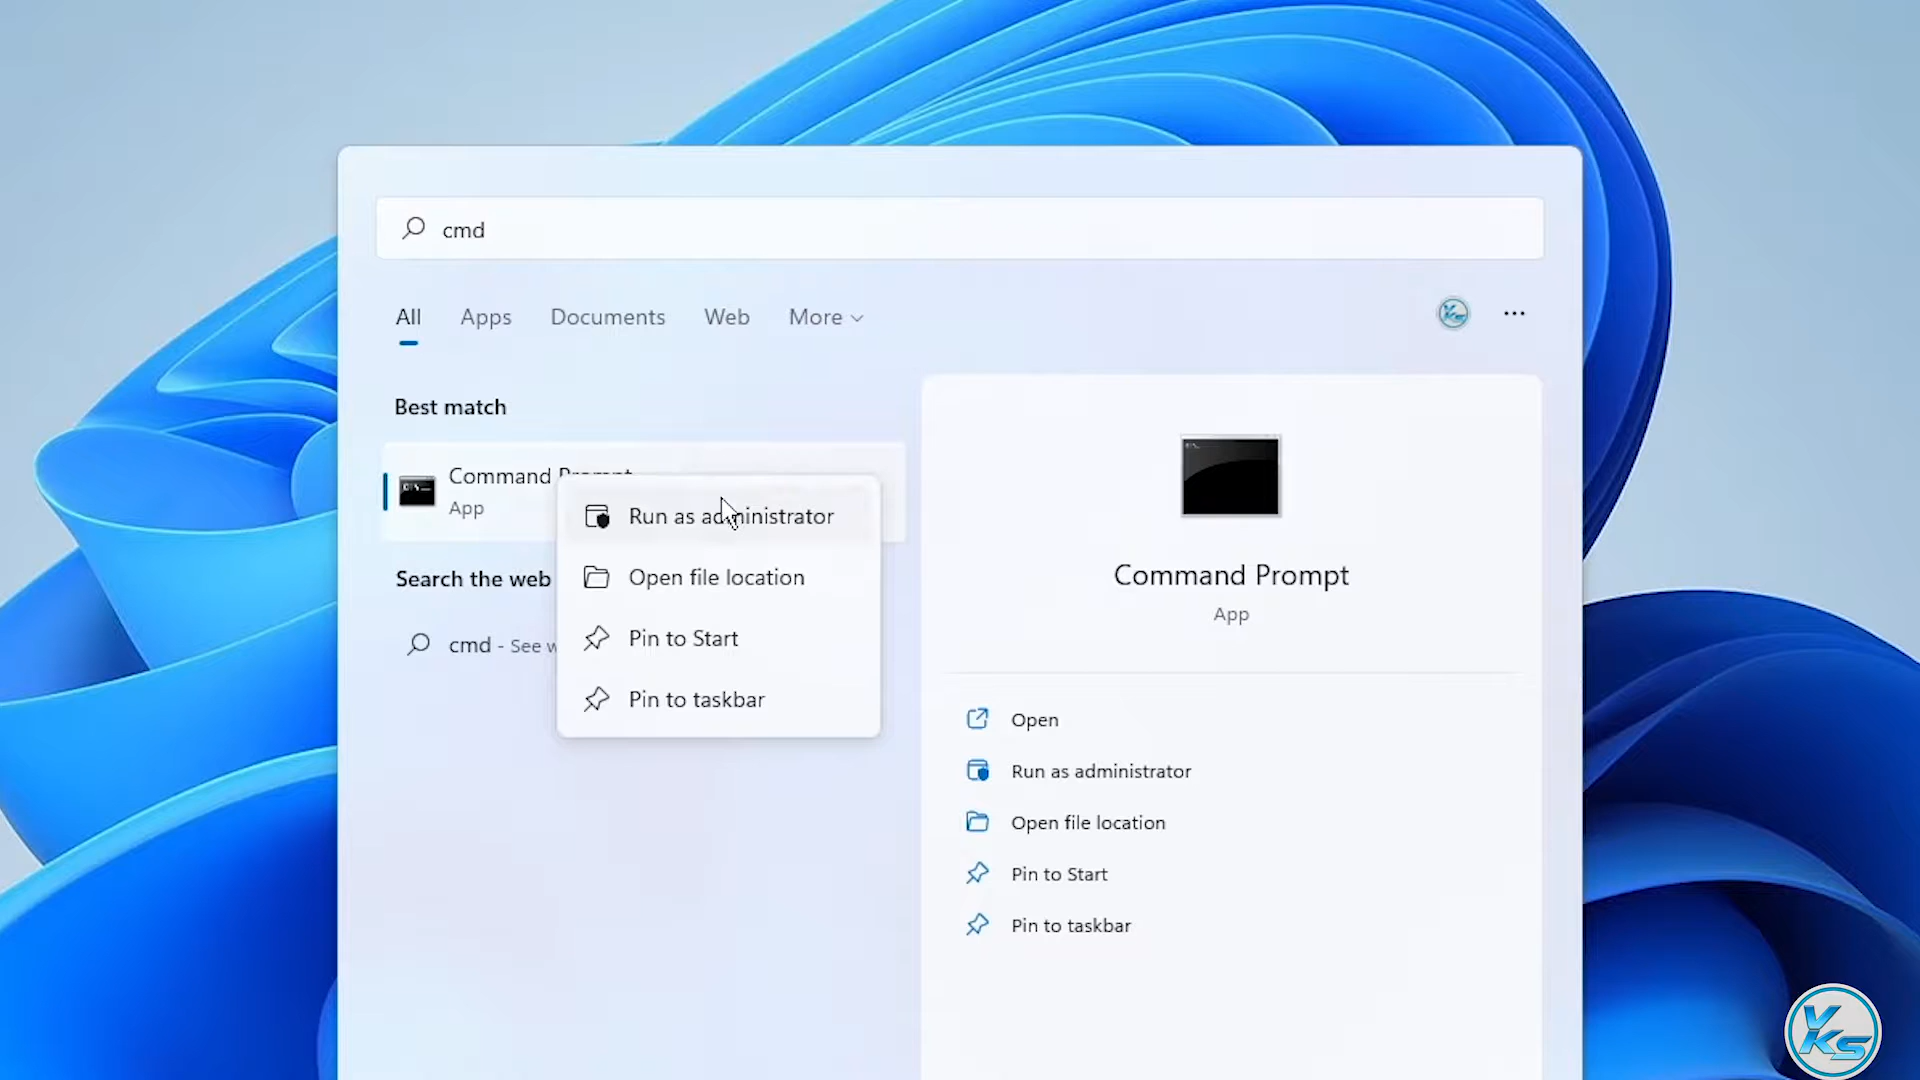 cmd
All Apps Documents Web More
Best match
Command
App
Run as administrator
Open file location
Pin to Start
Pin to taskbar
Search the web
cmd - See
Command Prompt
App
Open
Run as administrator
Open file location
Pin to Start
Pin to taskbar
YKS